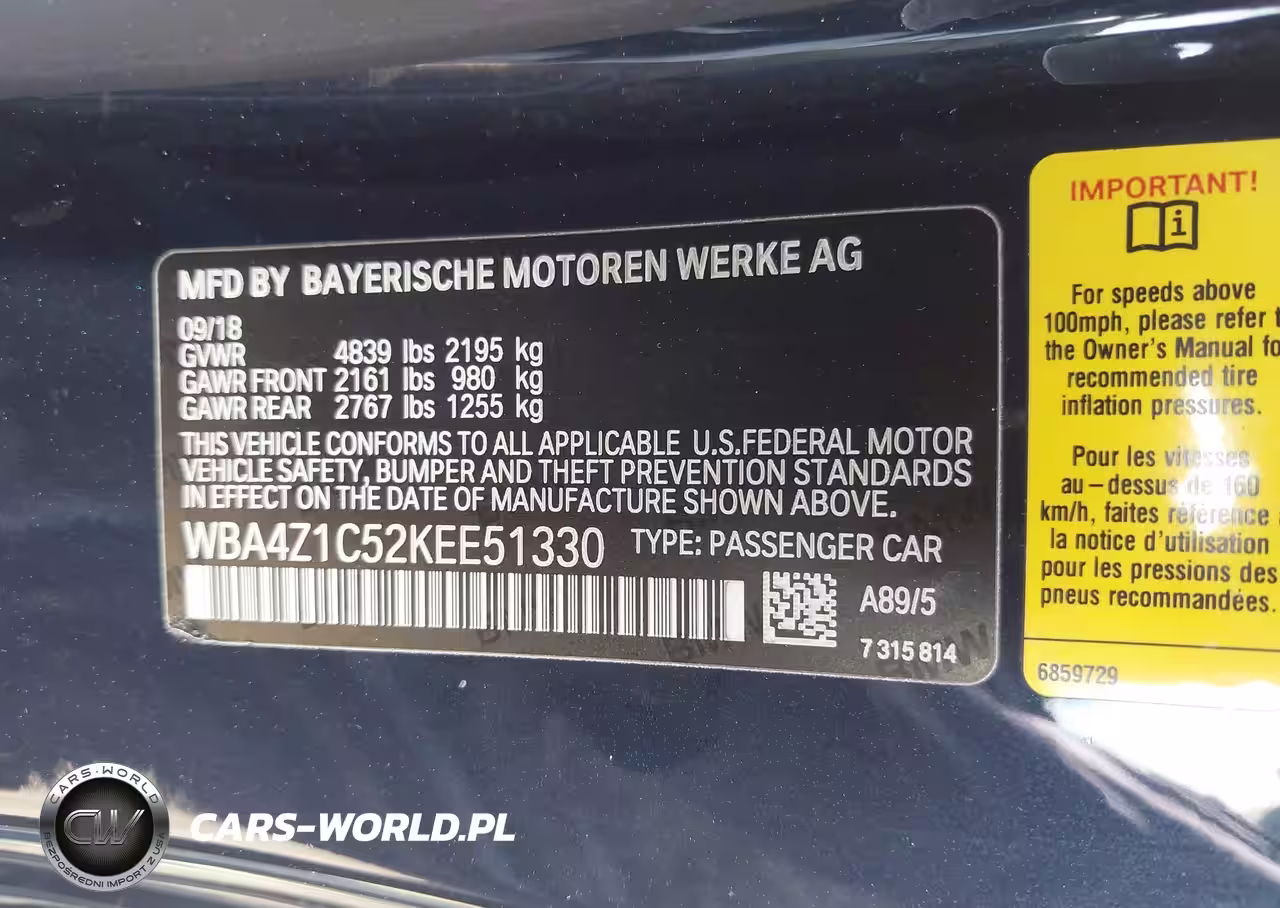 MFD BY BAYERISCHE MOTOREN WERKE AG
09/18
GVWR 4839 lbs 2195 kg
GAWR FRONT 2161 lbs 980 kg
GAWR REAR 2767 lbs 1255 kg
THIS VEHICLE CONFORMS TO ALL APPLICABLE U.S.FEDERAL MOTOR
VEHICLE SAFETY, BUMPER AND THEFT PREVENTION STANDARDS
IN EFFECT ON THE DATE OF MANUFACTURE SHOWN ABOVE.
WBA4Z1C52KEE51330 TYPE: PASSENGER CAR
A89/5
7 315 814
IMPORTANT!
i
For speeds above
100mph, please refer t
the Owner's Manual fo
recommended tire
inflation pressures.
Pour les vitesses
au-dessus de 160
km/h, faites référence
la notice d'utilisation
pour les pressions des
pneus recommandées.
6859729
CARS-WORLD
CW
BEZPOŚREDNI IMPORT Z USA
CARS-WORLD.PL